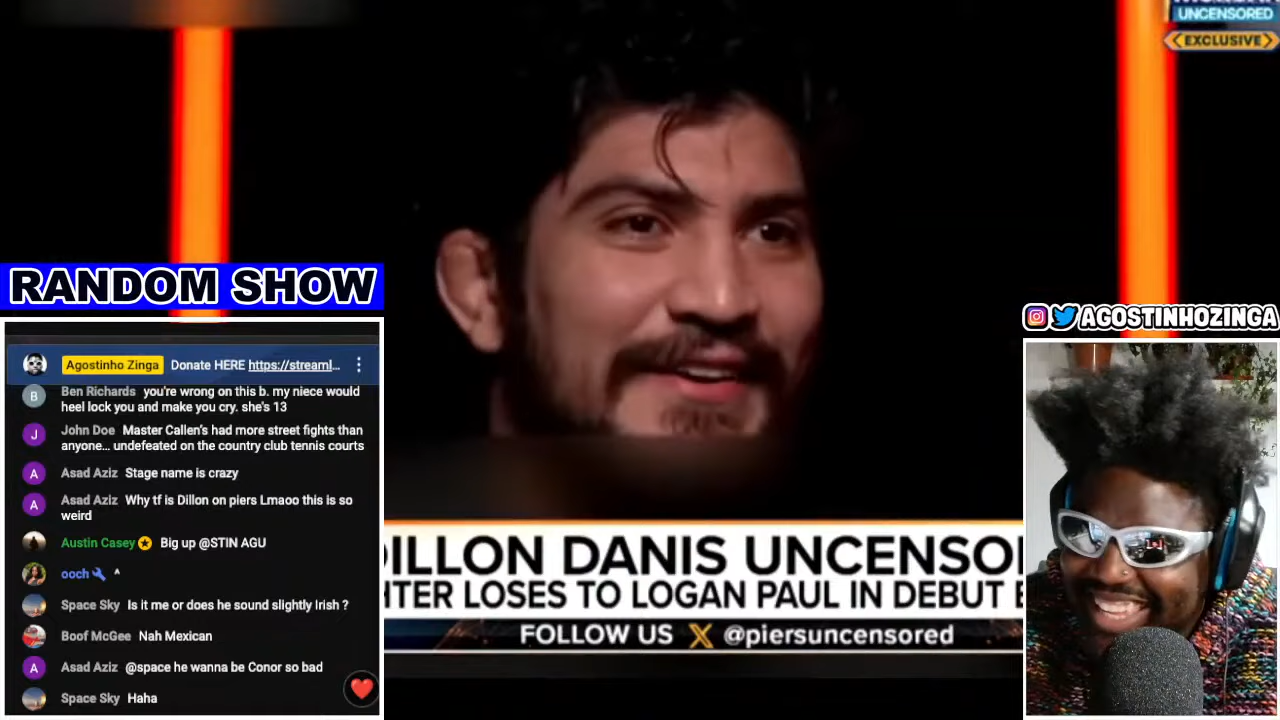 UNCENSORED
EXCLUSIVE
RANDOM SHOW
Agostinho Zinga Donate HERE https://streaml...
Ben Richards you're wrong on this b. my niece would
heel lock you and make you cry. she's 13
John Doe Master Callen's had more street fights than
anyone... undefeated on the country club tennis courts
Asad Aziz Stage name is crazy
Asad Aziz Why tf is Dillon on piers Lmaoo this is so
weird
Austin Casey Big up @STIN AGU
ooch ^
Space Sky Is it me or does he sound slightly Irish ?
Boof McGee Nah Mexican
Asad Aziz @space he wanna be Conor so bad
Space Sky Haha
AGOSTINHOZINGA
DILLON DANIS UNCENSO
HTER LOSES TO LOGAN PAUL IN DEBUT
FOLLOW US X @piersuncensored